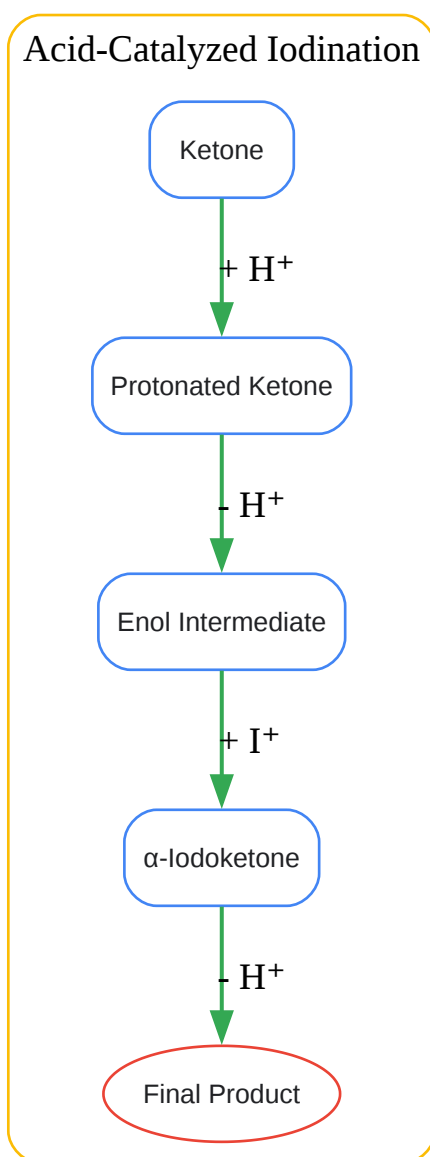 Acid-Catalyzed Iodination
Ketone
+ H⁺
Protonated Ketone
- H⁺
Enol Intermediate
+ I⁺
α-Iodoketone
- H⁺
Final Product